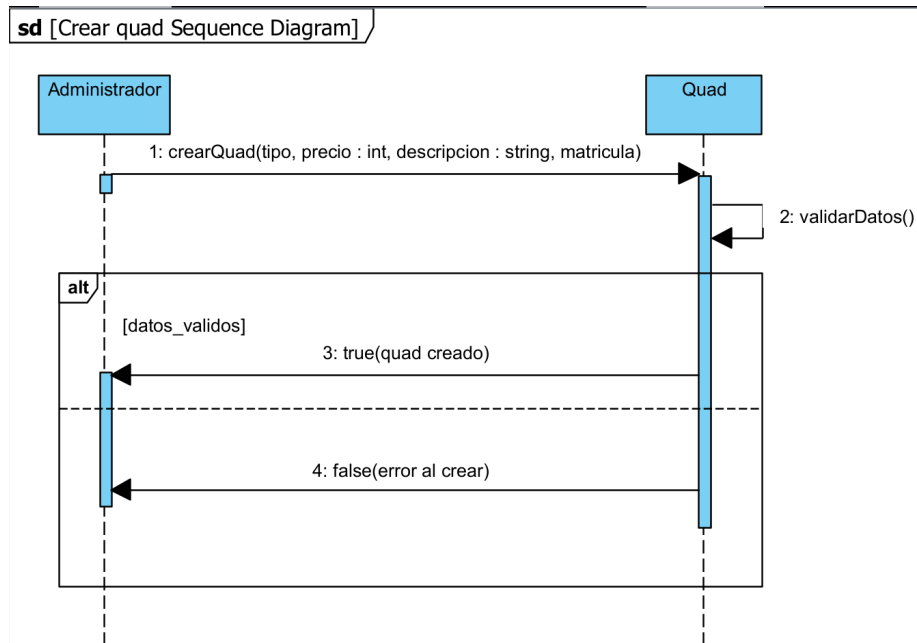 sd [Crear quad Sequence Diagram]
Administrador
Quad
1: crearQuad(tipo, precio : int, descripcion : string, matricula)
2: validarDatos()
alt
[datos_validos]
3: true(quad creado)
4: false(error al crear)